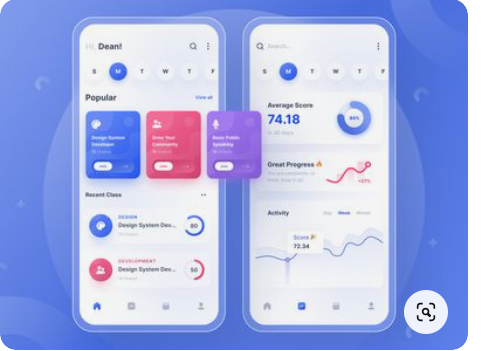 Hi, Dean!
S M T W T F
Popular
View all
Design System
Developer
Grow Your
Community
Basic Public
Speaking
Recent Class
DESIGN
Design System Dev...
80
DEVELOPMENT
Design System Dev...
50
Search...
S M T W T F
Average Score
74.18
in 30 days
84%
Great Progress 🔥
+27%
Activity
Day Week Month
Score 🎉
72.34